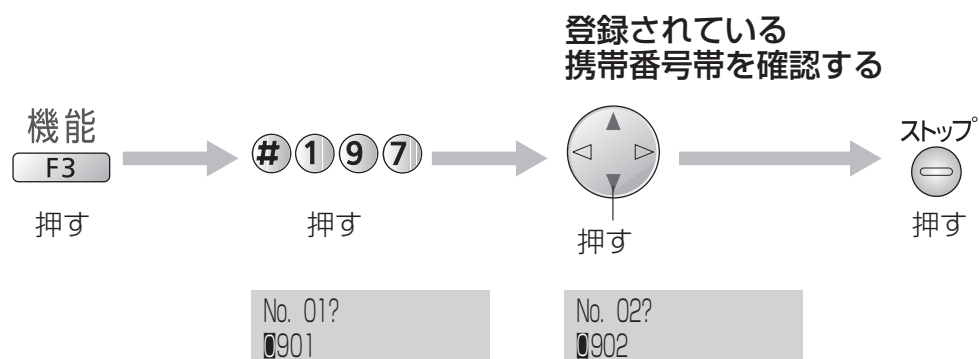 登録されている
携帯番号帯を確認する
機能
F3
押す
#197
押す
押す
ストップ
押す
No. 01?
0901
No. 02?
0902